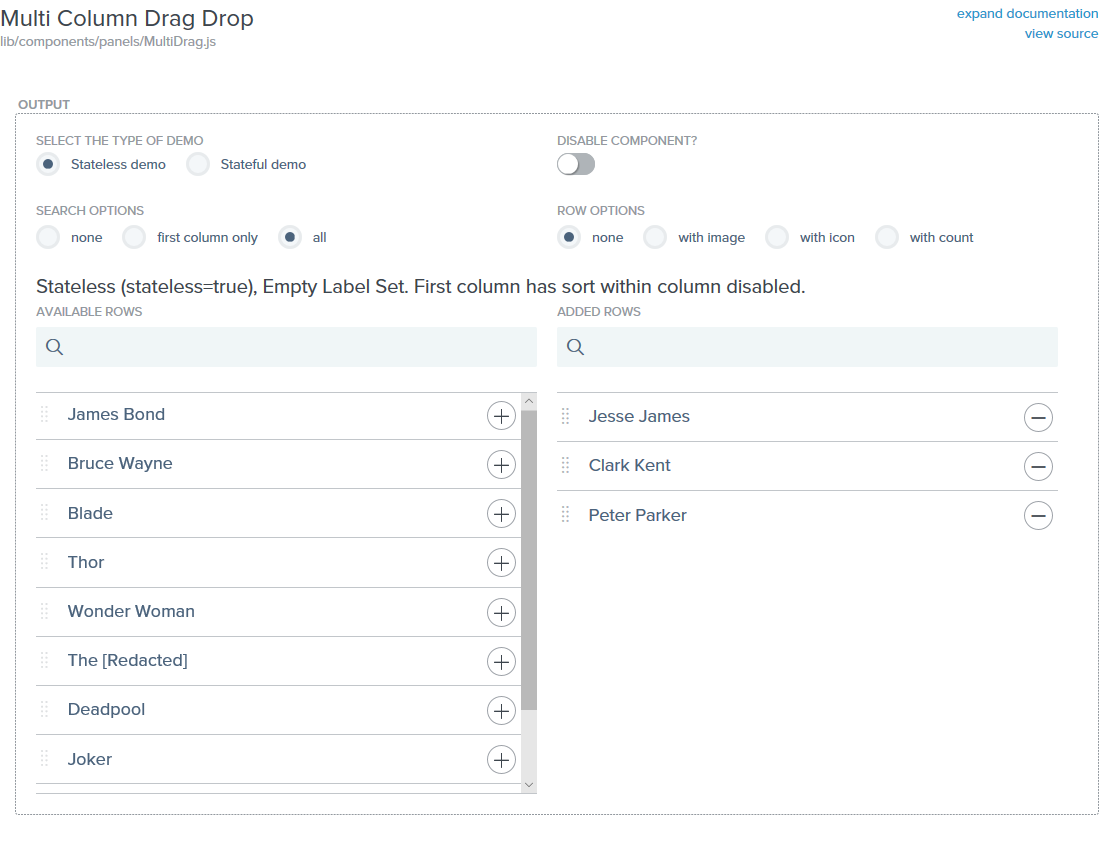 Multi Column Drag Drop
expand documentation
lib/components/panels/MultiDrag.js
view source
OUTPUT
SELECT THE TYPE OF DEMO
DISABLE COMPONENT?
Stateless demo Stateful demo
SEARCH OPTIONS
ROW OPTIONS
none first column only all
none with image with icon with count
Stateless (stateless=true), Empty Label Set. First column has sort within column disabled.
AVAILABLE ROWS
James Bond
Bruce Wayne
Blade
Thor
Wonder Woman
The [Redacted]
Deadpool
Joker
ADDED ROWS
Jesse James
Clark Kent
Peter Parker